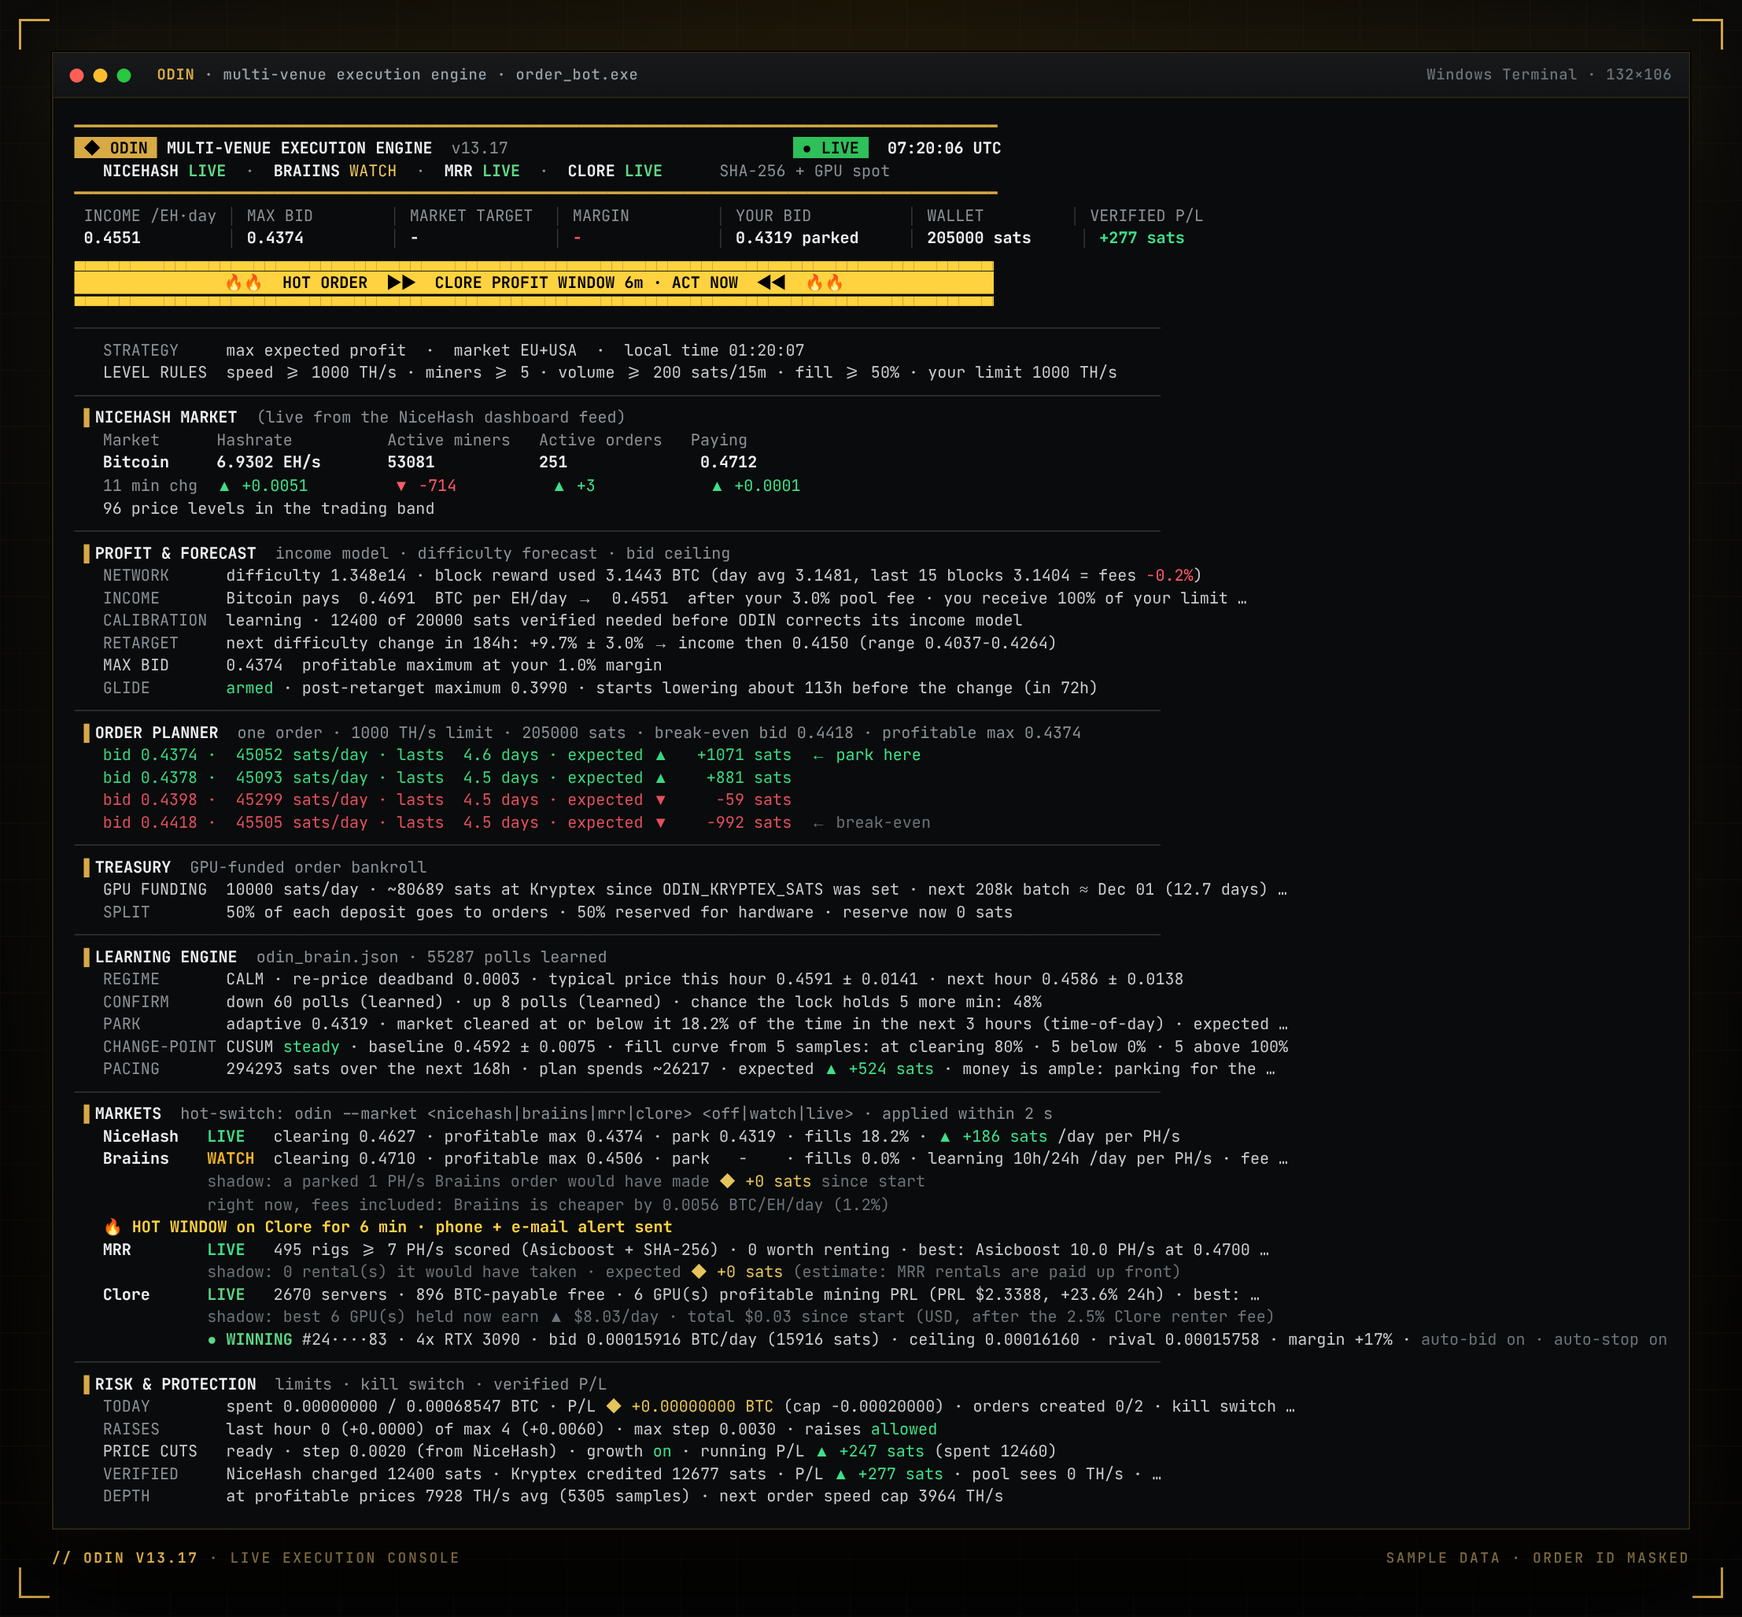 ODIN · multi-venue execution engine · order_bot.exe
Windows Terminal · 132×106
◆ ODIN MULTI-VENUE EXECUTION ENGINE v13.17 ● LIVE 07:20:06 UTC
NICEHASH LIVE · BRAIINS WATCH · MRR LIVE · CLORE LIVE SHA-256 + GPU spot
INCOME /EH·day │ MAX BID │ MARKET TARGET │ MARGIN │ YOUR BID │ WALLET │ VERIFIED P/L
0.4551 │ 0.4374 │ - │ - │ 0.4319 parked │ 205000 sats │ +277 sats
🔥🔥 HOT ORDER ▶▶ CLORE PROFIT WINDOW 6m · ACT NOW ◀◀ 🔥🔥
STRATEGY max expected profit · market EU+USA · local time 01:20:07
LEVEL RULES speed ≥ 1000 TH/s · miners ≥ 5 · volume ≥ 200 sats/15m · fill ≥ 50% · your limit 1000 TH/s
NICEHASH MARKET (live from the NiceHash dashboard feed)
Market Hashrate Active miners Active orders Paying
Bitcoin 6.9302 EH/s 53081 251 0.4712
11 min chg ▲ +0.0051 ▼ -714 ▲ +3 ▲ +0.0001
96 price levels in the trading band
PROFIT & FORECAST income model · difficulty forecast · bid ceiling
NETWORK difficulty 1.348e14 · block reward used 3.1443 BTC (day avg 3.1481, last 15 blocks 3.1404 = fees -0.2%)
INCOME Bitcoin pays 0.4691 BTC per EH/day → 0.4551 after your 3.0% pool fee · you receive 100% of your limit …
CALIBRATION learning · 12400 of 20000 sats verified needed before ODIN corrects its income model
RETARGET next difficulty change in 184h: +9.7% ± 3.0% → income then 0.4150 (range 0.4037-0.4264)
MAX BID 0.4374 profitable maximum at your 1.0% margin
GLIDE armed · post-retarget maximum 0.3990 · starts lowering about 113h before the change (in 72h)
ORDER PLANNER one order · 1000 TH/s limit · 205000 sats · break-even bid 0.4418 · profitable max 0.4374
bid 0.4374 · 45052 sats/day · lasts 4.6 days · expected ▲ +1071 sats ← park here
bid 0.4378 · 45093 sats/day · lasts 4.5 days · expected ▲ +881 sats
bid 0.4398 · 45299 sats/day · lasts 4.5 days · expected ▼ -59 sats
bid 0.4418 · 45505 sats/day · lasts 4.5 days · expected ▼ -992 sats ← break-even
TREASURY GPU-funded order bankroll
GPU FUNDING 10000 sats/day · ~80689 sats at Kryptex since ODIN_KRYPTEX_SATS was set · next 208k batch ≈ Dec 01 (12.7 days) …
SPLIT 50% of each deposit goes to orders · 50% reserved for hardware · reserve now 0 sats
LEARNING ENGINE odin_brain.json · 55287 polls learned
REGIME CALM · re-price deadband 0.0003 · typical price this hour 0.4591 ± 0.0141 · next hour 0.4586 ± 0.0138
CONFIRM down 60 polls (learned) · up 8 polls (learned) · chance the lock holds 5 more min: 48%
PARK adaptive 0.4319 · market cleared at or below it 18.2% of the time in the next 3 hours (time-of-day) · expected …
CHANGE-POINT CUSUM steady · baseline 0.4592 ± 0.0075 · fill curve from 5 samples: at clearing 80% · 5 below 0% · 5 above 100%
PACING 294293 sats over the next 168h · plan spends ~26217 · expected ▲ +524 sats · money is ample: parking for the …
MARKETS hot-switch: odin --market <nicehash|braiins|mrr|clore> <off|watch|live> · applied within 2 s
NiceHash LIVE clearing 0.4627 · profitable max 0.4374 · park 0.4319 · fills 18.2% · ▲ +186 sats /day per PH/s
Braiins WATCH clearing 0.4710 · profitable max 0.4506 · park - · fills 0.0% · learning 10h/24h /day per PH/s · fee …
shadow: a parked 1 PH/s Braiins order would have made ◆ +0 sats since start
right now, fees included: Braiins is cheaper by 0.0056 BTC/EH/day (1.2%)
🔥 HOT WINDOW on Clore for 6 min · phone + e-mail alert sent
MRR LIVE 495 rigs ≥ 7 PH/s scored (Asicboost + SHA-256) · 0 worth renting · best: Asicboost 10.0 PH/s at 0.4700 …
shadow: 0 rental(s) it would have taken · expected ◆ +0 sats (estimate: MRR rentals are paid up front)
Clore LIVE 2670 servers · 896 BTC-payable free · 6 GPU(s) profitable mining PRL (PRL $2.3388, +23.6% 24h) · best: …
shadow: best 6 GPU(s) held now earn ▲ $8.03/day · total $0.03 since start (USD, after the 2.5% Clore renter fee)
● WINNING #24····83 · 4x RTX 3090 · bid 0.00015916 BTC/day (15916 sats) · ceiling 0.00016160 · rival 0.00015758 · margin +17% · auto-bid on · auto-stop on
RISK & PROTECTION limits · kill switch · verified P/L
TODAY spent 0.00000000 / 0.00068547 BTC · P/L ◆ +0.00000000 BTC (cap -0.00020000) · orders created 0/2 · kill switch …
RAISES last hour 0 (+0.0000) of max 4 (+0.0060) · max step 0.0030 · raises allowed
PRICE CUTS ready · step 0.0020 (from NiceHash) · growth on · running P/L ▲ +247 sats (spent 12460)
VERIFIED NiceHash charged 12400 sats · Kryptex credited 12677 sats · P/L ▲ +277 sats · pool sees 0 TH/s · …
DEPTH at profitable prices 7928 TH/s avg (5305 samples) · next order speed cap 3964 TH/s
// ODIN V13.17 · LIVE EXECUTION CONSOLE
SAMPLE DATA · ORDER ID MASKED